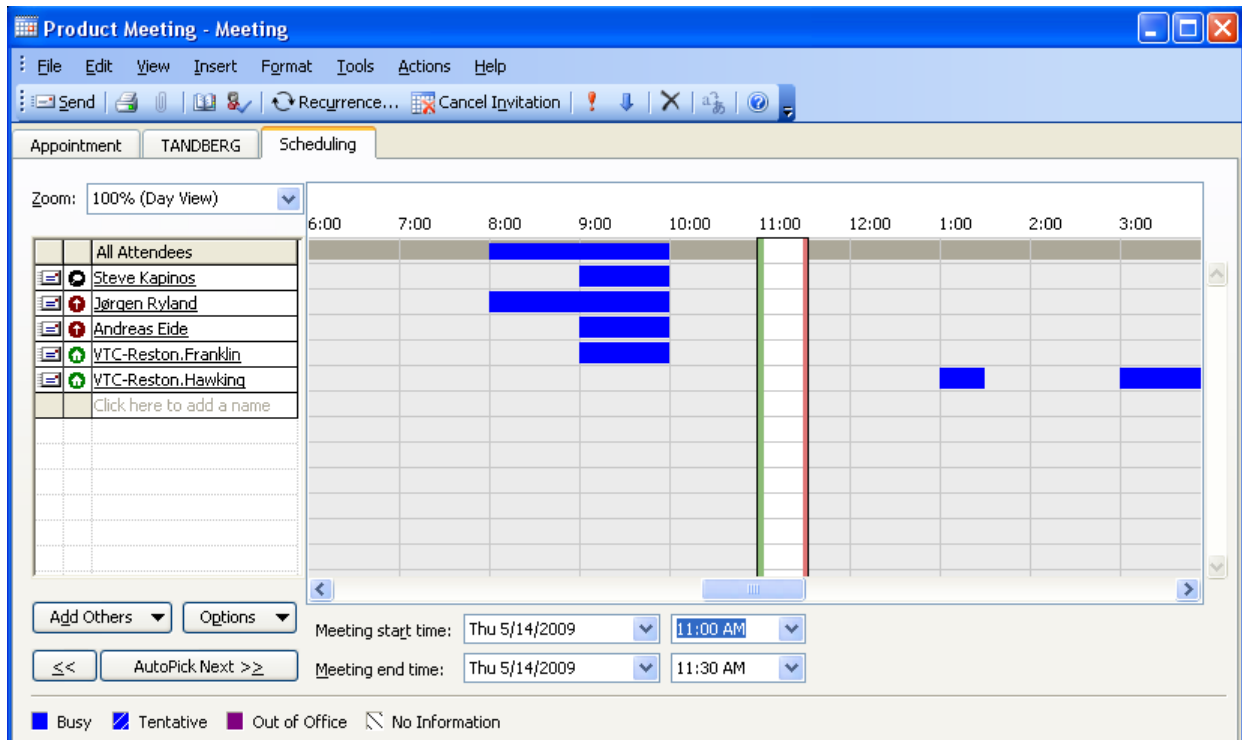 Product Meeting - Meeting
File Edit View Insert Format Tools Actions Help
Send Recurrence... Cancel Invitation
Appointment TANDBERG Scheduling
Zoom: 100% (Day View)
6:00 7:00 8:00 9:00 10:00 11:00 12:00 1:00 2:00 3:00
All Attendees
Steve Kapinos
Jørgen Ryland
Andreas Eide
VTC-Reston.Franklin
VTC-Reston.Hawking
Click here to add a name
Add Others Options
Meeting start time: Thu 5/14/2009 11:00 AM
<< AutoPick Next >>
Meeting end time: Thu 5/14/2009 11:30 AM
Busy Tentative Out of Office No Information